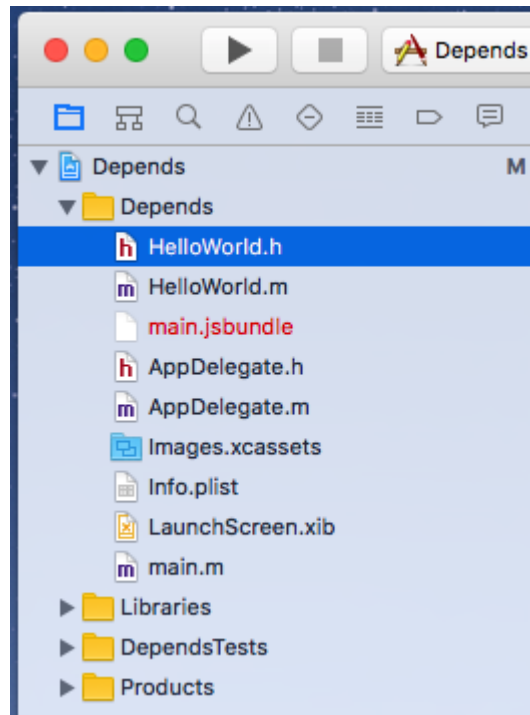 Depends
Depends M
Depends
h HelloWorld.h
m HelloWorld.m
main.jsbundle
h AppDelegate.h
m AppDelegate.m
Images.xcassets
Info.plist
LaunchScreen.xib
m main.m
Libraries
DependsTests
Products